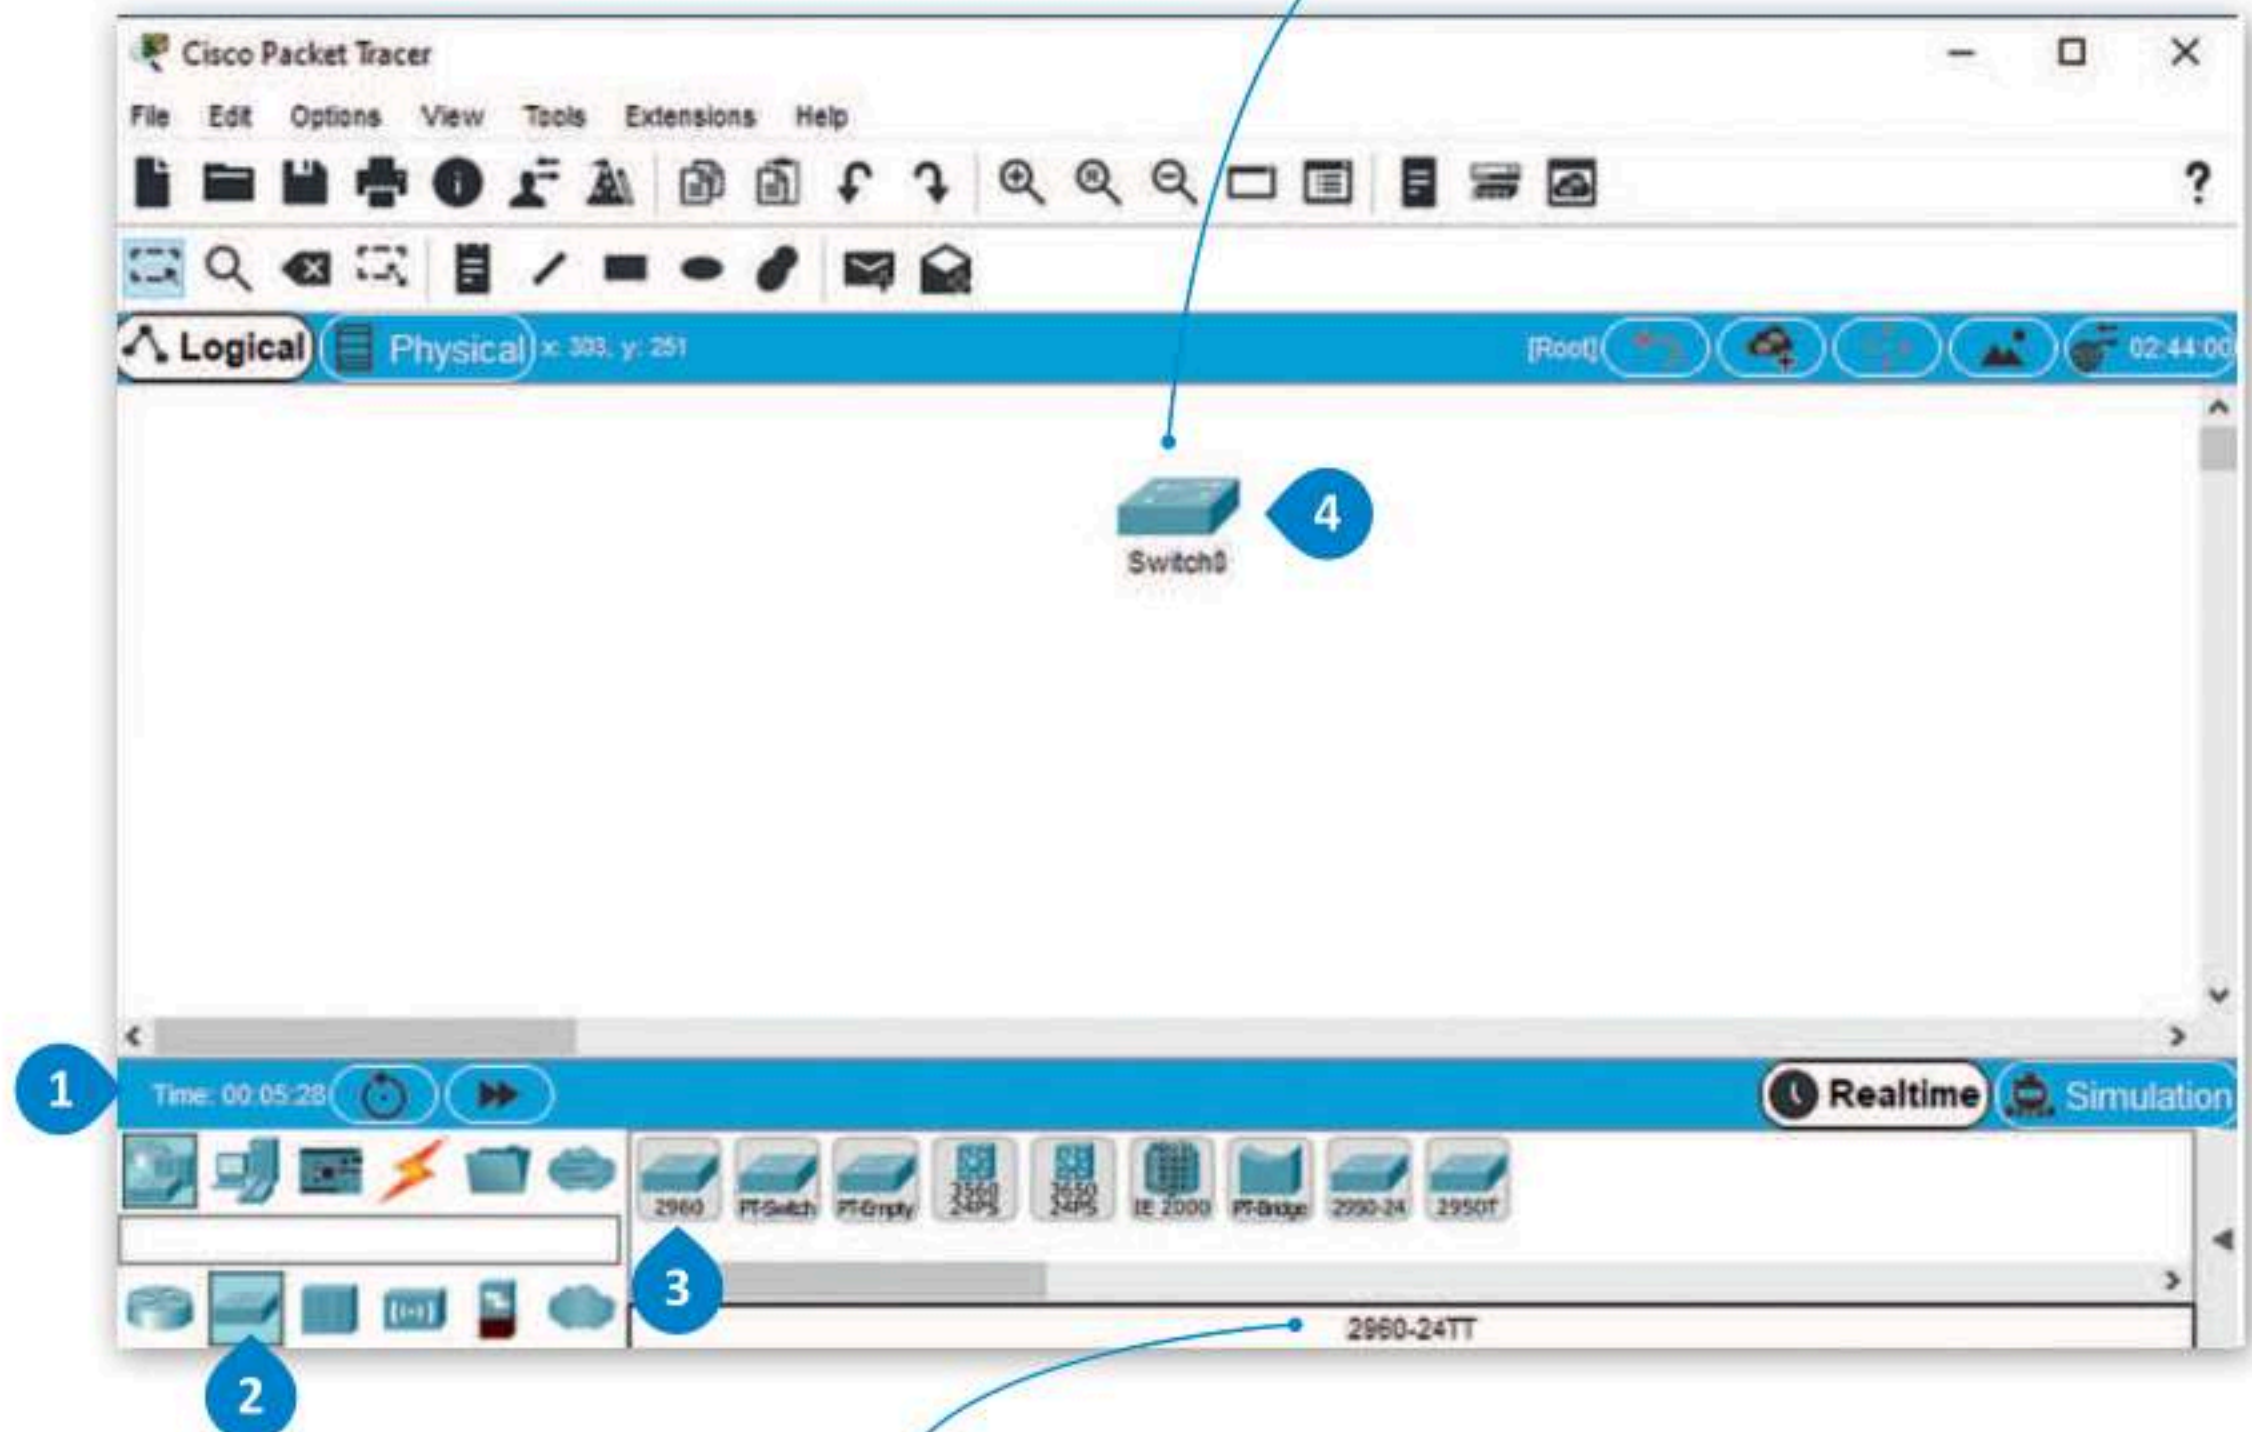 Cisco Packet Tracer
File Edit Options View Tools Extensions Help
?
Logical Physical x: 303, y: 251 [Root] 02:44:00
4
Switch0
1
Time: 00:05:28 Realtime Simulation
2960 PT-Switch PT-Empty 3560 24PS 3650 24PS IE 2000 PT-Bridge 2950-24 2950T
3
2960-24TT
2